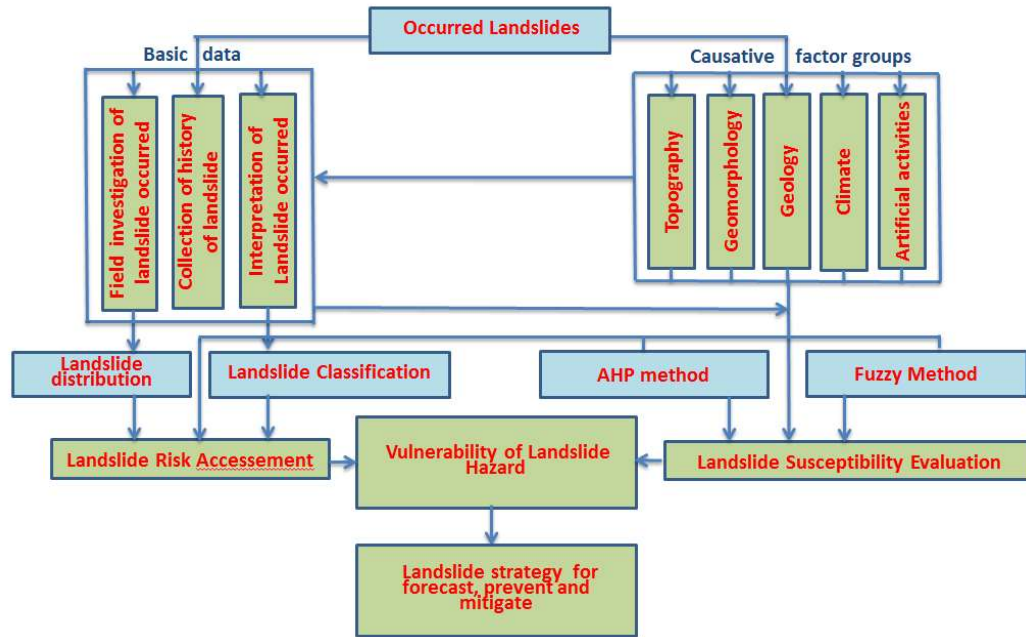 Occurred Landslides
Basic data
Causative factor groups
Field investigation of
landslide occurred
Collection of history
of landslide
Interpretation of
Landslide occurred
Topography
Geomorphology
Geology
Climate
Artificial activities
Landslide
distribution
Landslide Classification
AHP method
Fuzzy Method
Landslide Risk Accessement
Vulnerability of Landslide
Hazard
Landslide Susceptibility Evaluation
Landslide strategy for
forecast, prevent and
mitigate